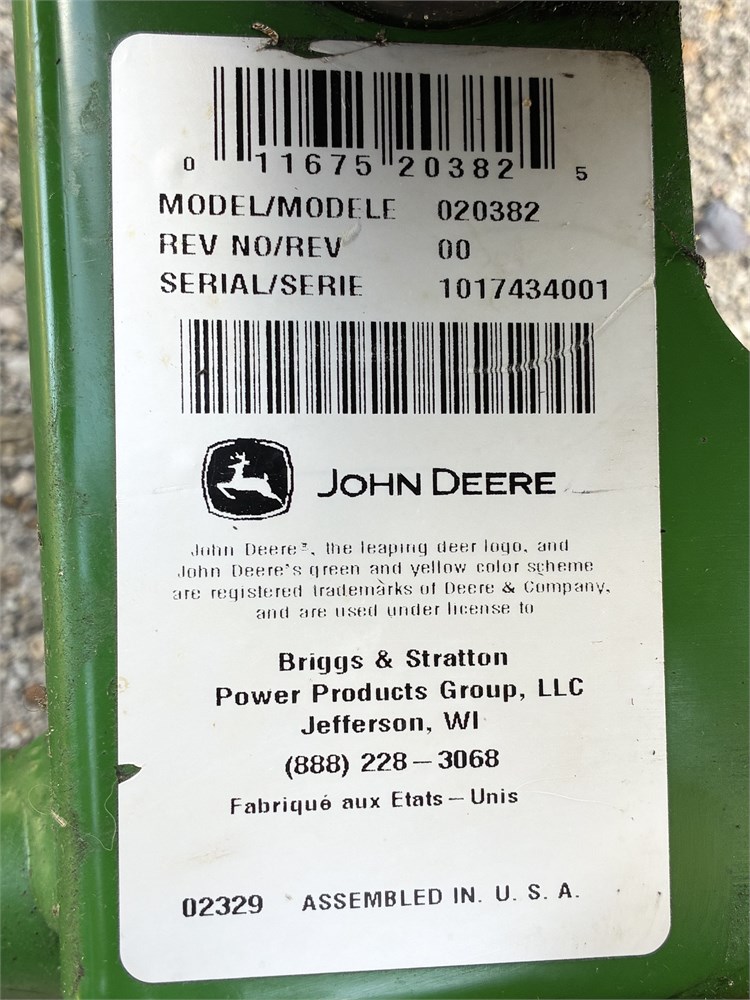 0 11675 20382 5
MODEL/MODELE 020382
REV NO/REV 00
SERIAL/SERIE 1017434001
JOHN DEERE
John Deere®, the leaping deer logo, and
John Deere's green and yellow color scheme
are registered trademarks of Deere & Company,
and are used under license to
Briggs & Stratton
Power Products Group, LLC
Jefferson, WI
(888) 228–3068
Fabriqué aux Etats–Unis
02329 ASSEMBLED IN. U. S. A.